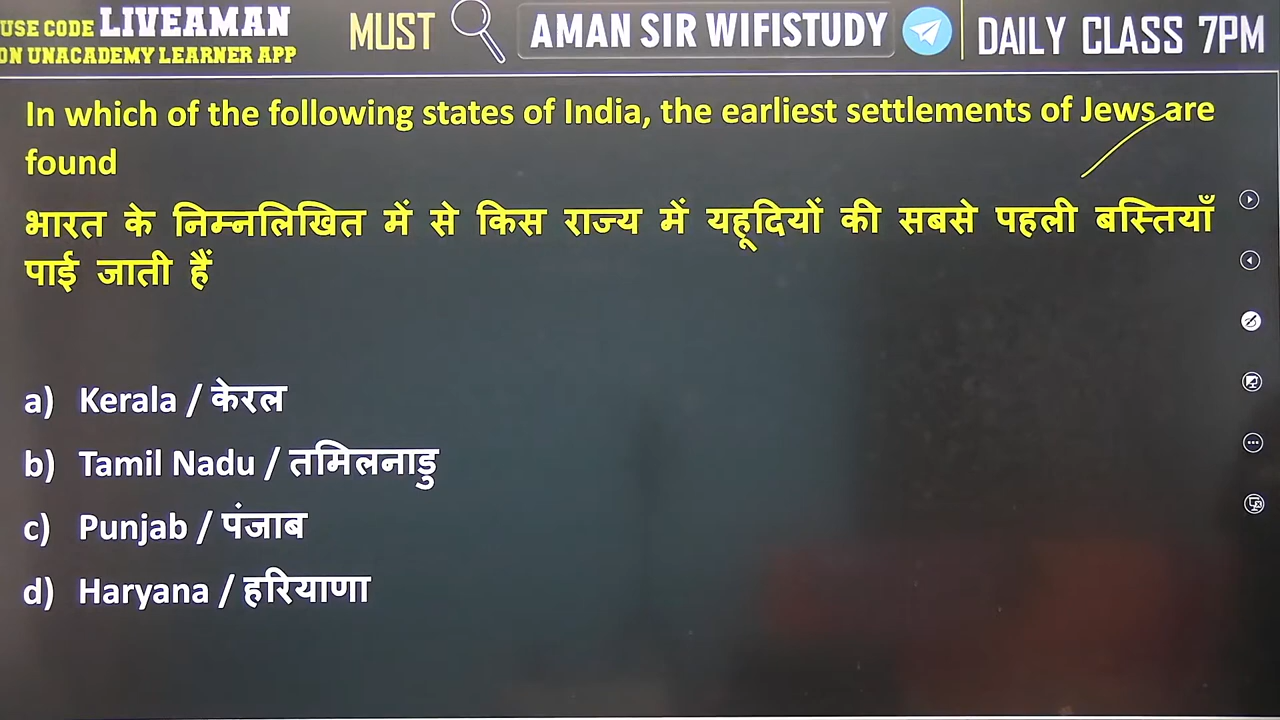 USE CODE LIVEAMAN
ON UNACADEMY LEARNER APP
MUST
AMAN SIR WIFISTUDY
DAILY CLASS 7PM
In which of the following states of India, the earliest settlements of Jews are
found
भारत के निम्नलिखित में से किस राज्य में यहूदियों की सबसे पहली बस्तियाँ
पाई जाती हैं
a) Kerala / केरल
b) Tamil Nadu / तमिलनाडु
c) Punjab / पंजाब
d) Haryana / हरियाणा